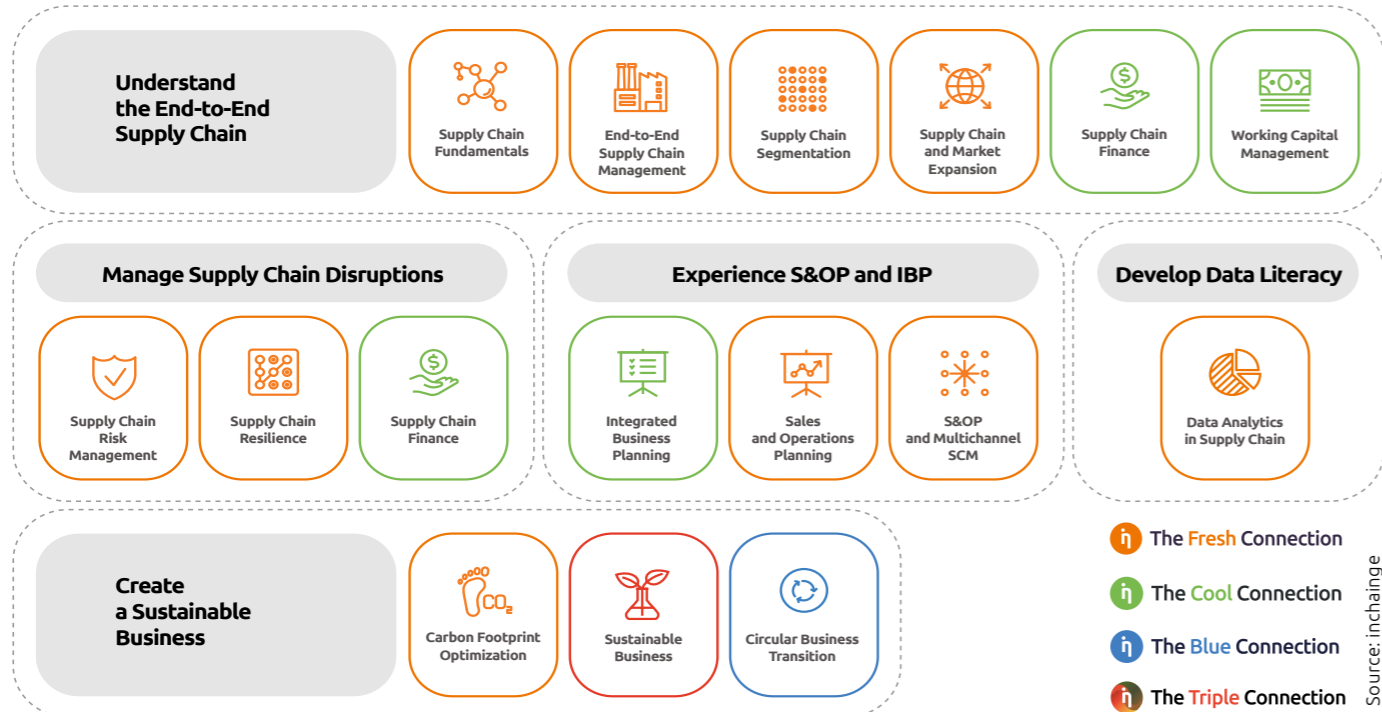 Understand
the End-to-End
Supply Chain
Supply Chain
Fundamentals
End-to-End
Supply Chain
Management
Supply Chain
Segmentation
Supply Chain
and Market
Expansion
$
Supply Chain
Finance
Working Capital
Management
Manage Supply Chain Disruptions
Supply Chain
Risk
Management
Supply Chain
Resilience
$
Supply Chain
Finance
Experience S&OP and IBP
Integrated
Business
Planning
Sales
and Operations
Planning
S&OP
and Multichannel
SCM
Develop Data Literacy
Data Analytics
in Supply Chain
Create
a Sustainable
Business
CO₂
Carbon Footprint
Optimization
Sustainable
Business
Circular Business
Transition
The Fresh Connection
The Cool Connection
The Blue Connection
The Triple Connection
Source: inchainge